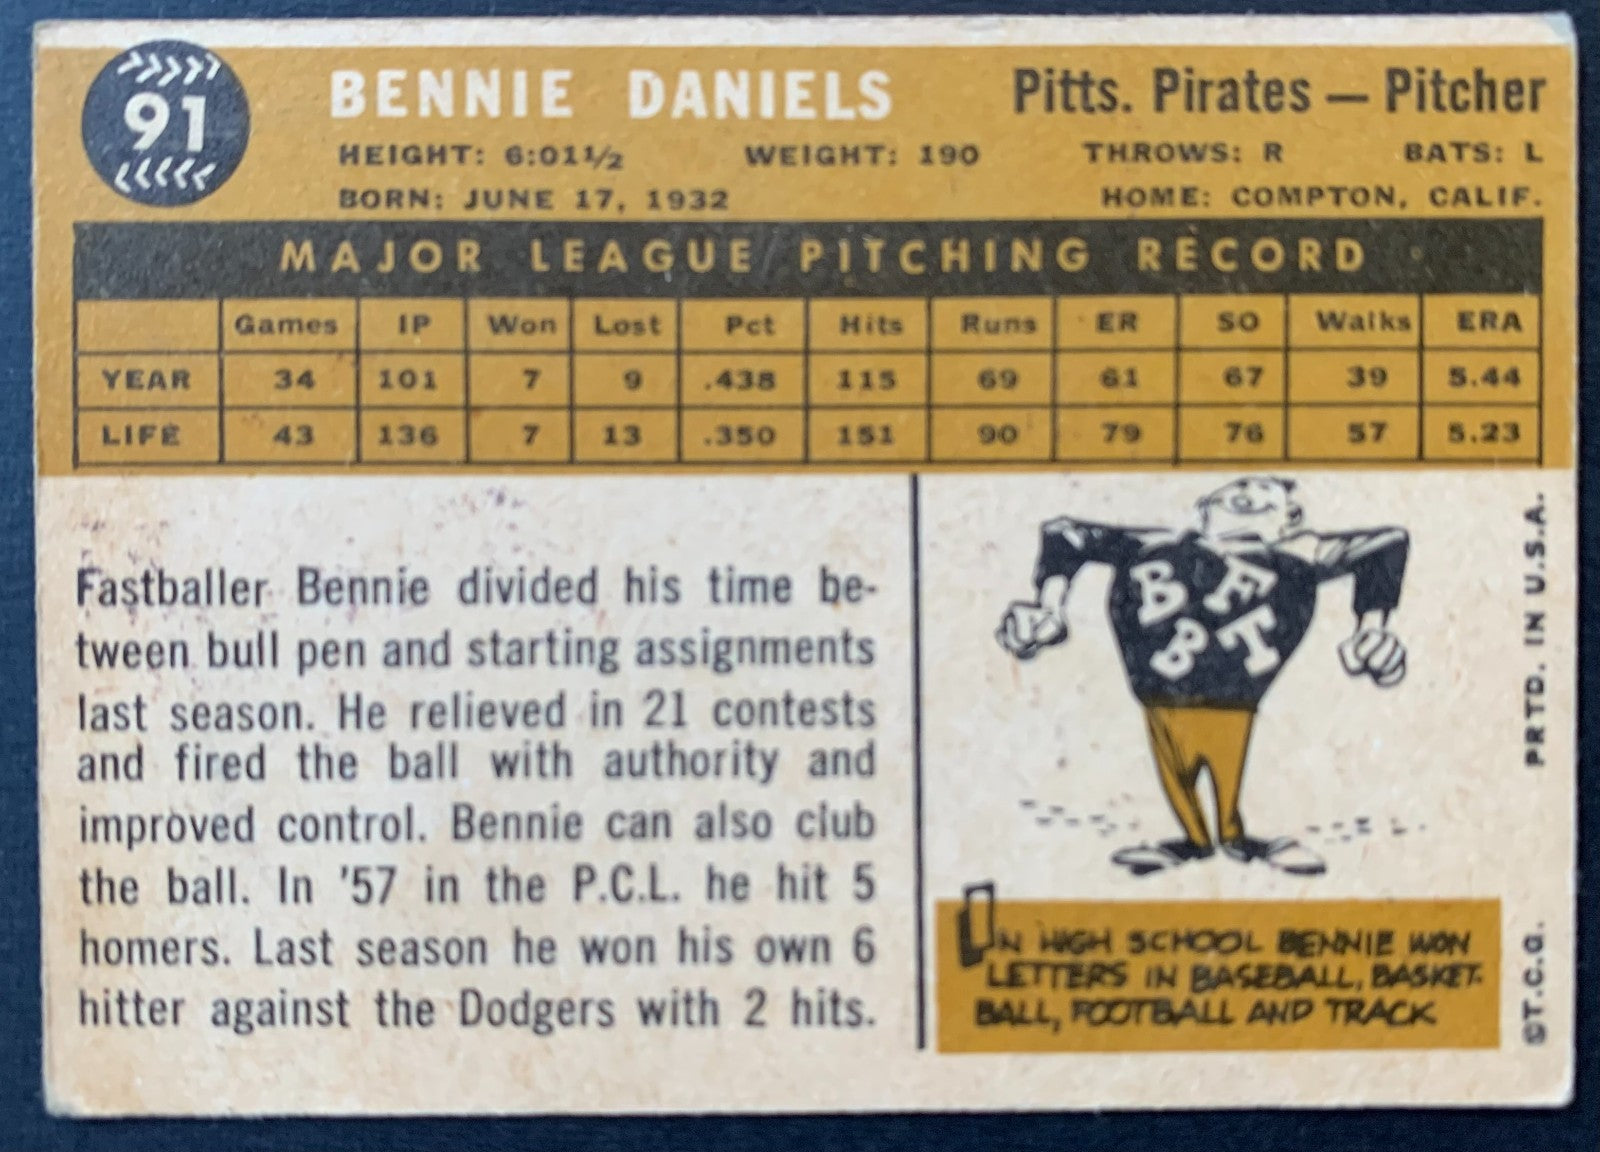 91
BENNIE DANIELS
Pitts. Pirates — Pitcher
HEIGHT: 6:01½ WEIGHT: 190 THROWS: R BATS: L
BORN: JUNE 17, 1932 HOME: COMPTON, CALIF.
MAJOR LEAGUE PITCHING RECORD
Games IP Won Lost Pct Hits Runs ER SO Walks ERA
YEAR 34 101 7 9 .438 115 69 61 67 39 5.44
LIFE 43 136 7 13 .350 151 90 79 76 57 5.23
Fastballer Bennie divided his time be-
tween bull pen and starting assignments
last season. He relieved in 21 contests
and fired the ball with authority and
improved control. Bennie can also club
the ball. In '57 in the P.C.L. he hit 5
homers. Last season he won his own 6
hitter against the Dodgers with 2 hits.
B F
B T
IN HIGH SCHOOL BENNIE WON
LETTERS IN BASEBALL, BASKET-
BALL, FOOTBALL AND TRACK
©T.C.G. PRTD. IN U.S.A.